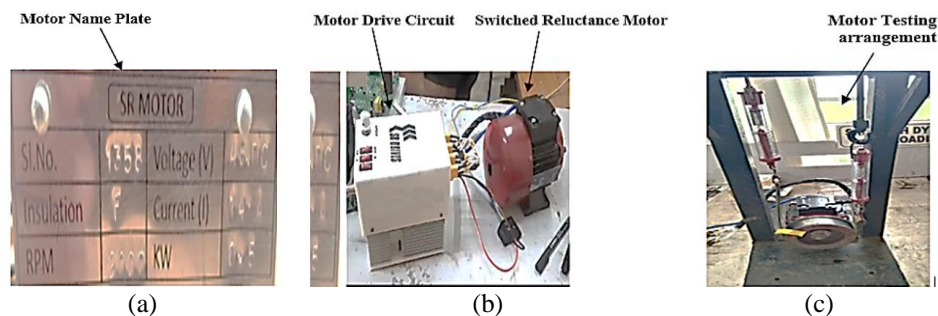 Motor Name Plate
Motor Drive Circuit
Switched Reluctance Motor
Motor Testing
arrangement
SR MOTOR
Sl.No. 1358 Voltage (V)
Insulation F Current (I)
RPM KW
(a)
(b)
(c)